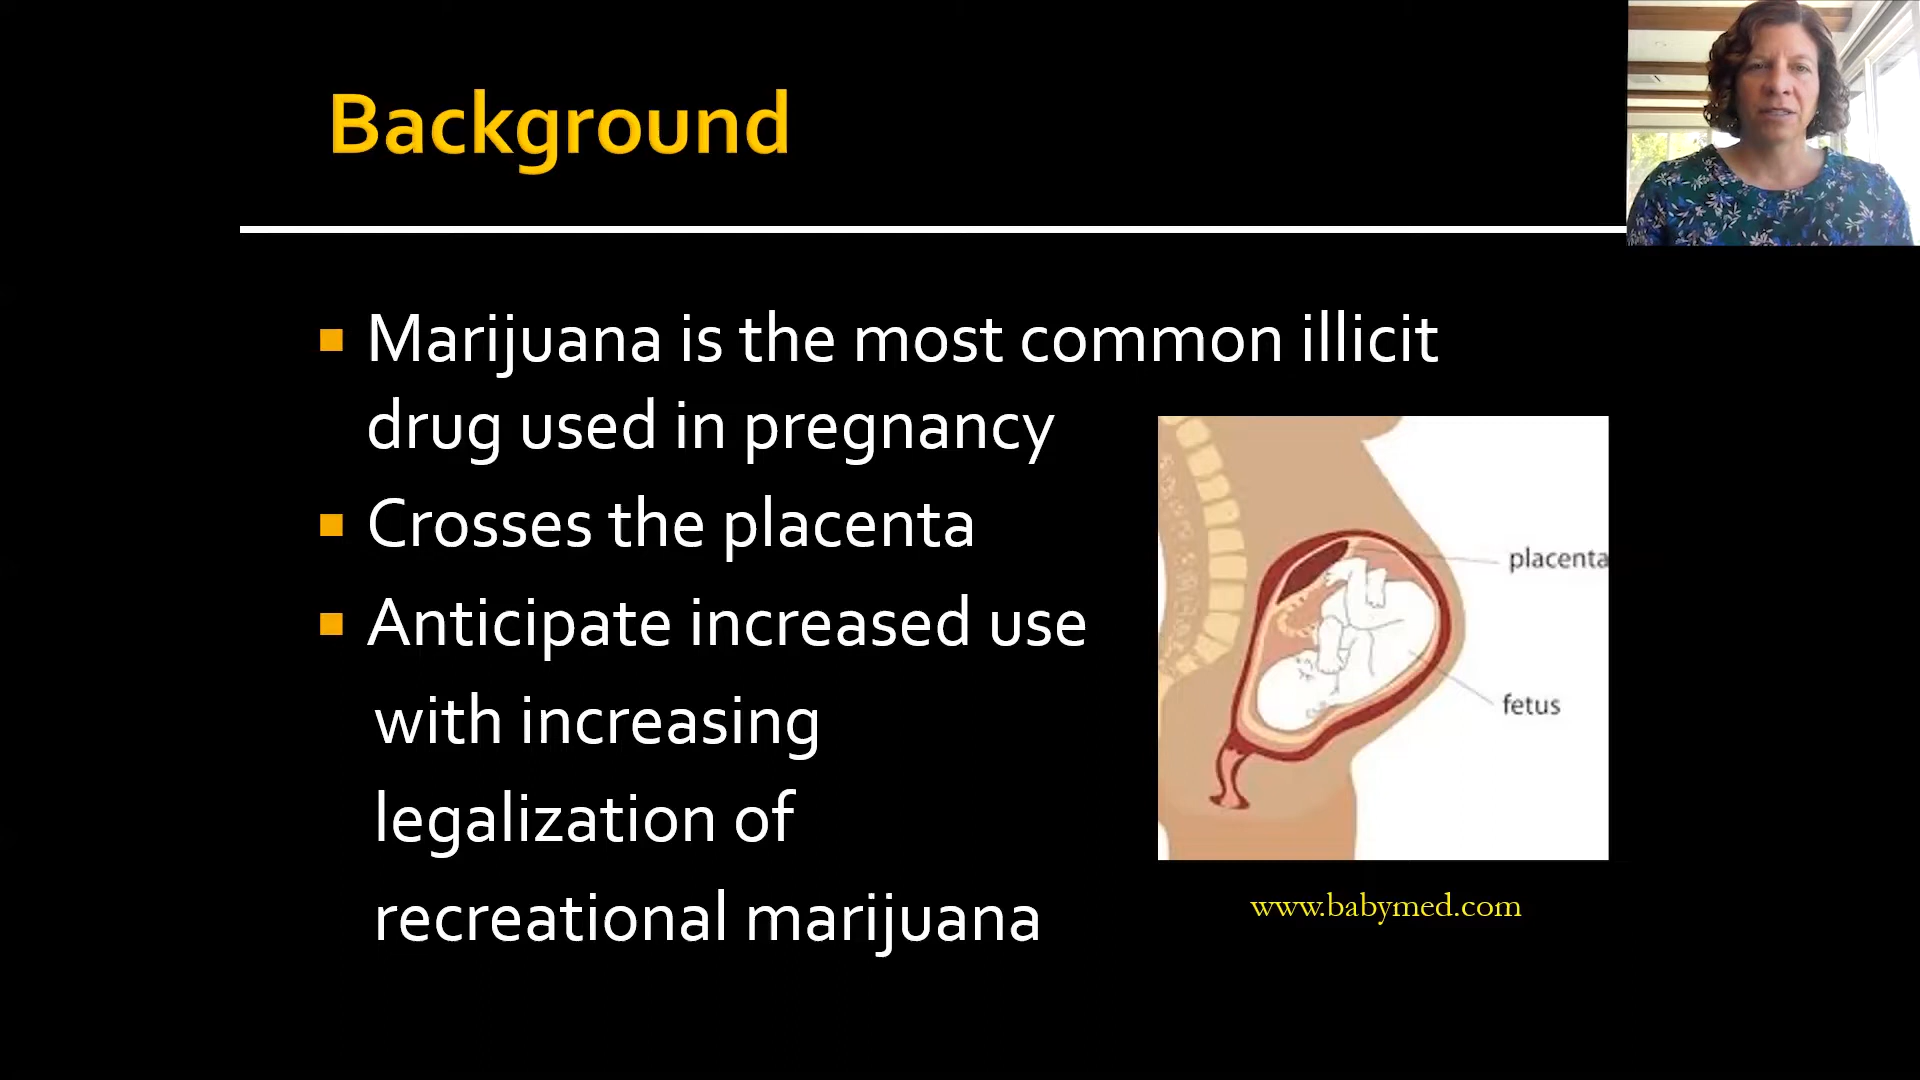 Background
Marijuana is the most common illicit
drug used in pregnancy
Crosses the placenta
Anticipate increased use
with increasing
legalization of
recreational marijuana
placenta
fetus
www.babymed.com